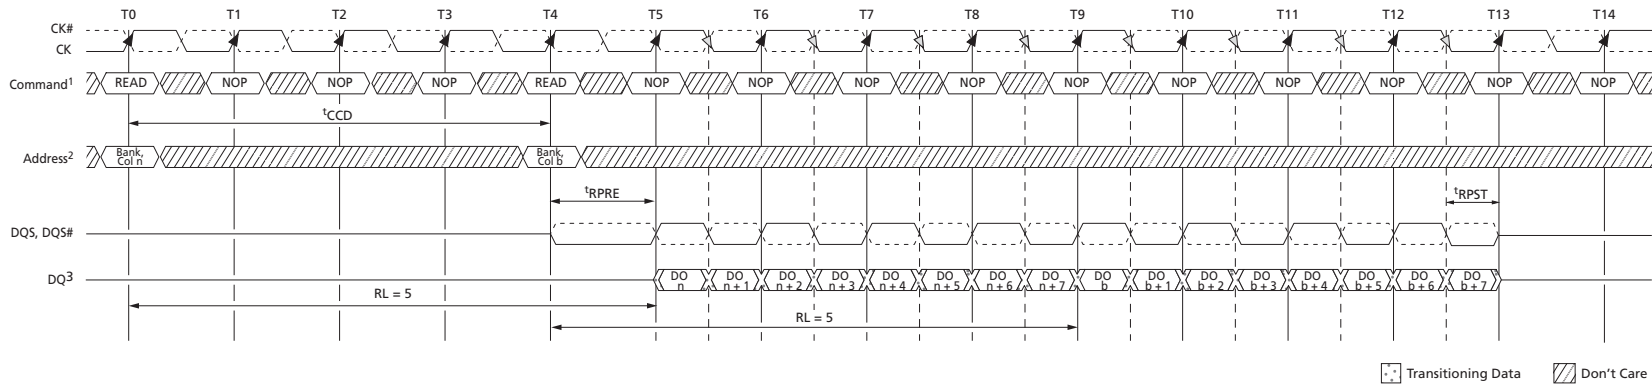 T0 T1 T2 T3 T4 T5 T6 T7 T8 T9 T10 T11 T12 T13 T14
CK#
CK
Command1 READ NOP NOP NOP READ NOP NOP NOP NOP NOP NOP NOP NOP NOP NOP
tCCD
Address2 Bank, Col n Bank, Col b
tRPRE tRPST
DQS, DQS#
DQ3 DO n DO n + 1 DO n + 2 DO n + 3 DO n + 4 DO n + 5 DO n + 6 DO n + 7 DO b DO b + 1 DO b + 2 DO b + 3 DO b + 4 DO b + 5 DO b + 6 DO b + 7
RL = 5
RL = 5
Transitioning Data Don't Care